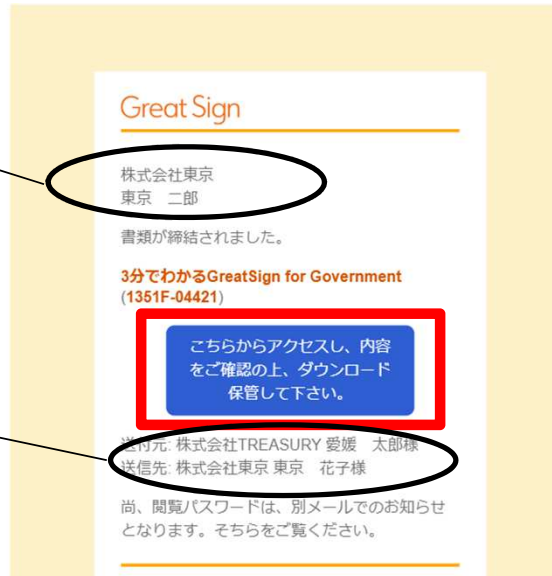 Great Sign
株式会社東京
東京　二郎
書類が締結されました。
3分でわかるGreatSign for Government
(1351F-04421)
こちらからアクセスし、内容
をご確認の上、ダウンロード
保管して下さい。
送付元: 株式会社TREASURY 愛媛　太郎様
送信先: 株式会社東京 東京　花子様
尚、閲覧パスワードは、別メールでのお知らせ
となります。そちらをご覧ください。